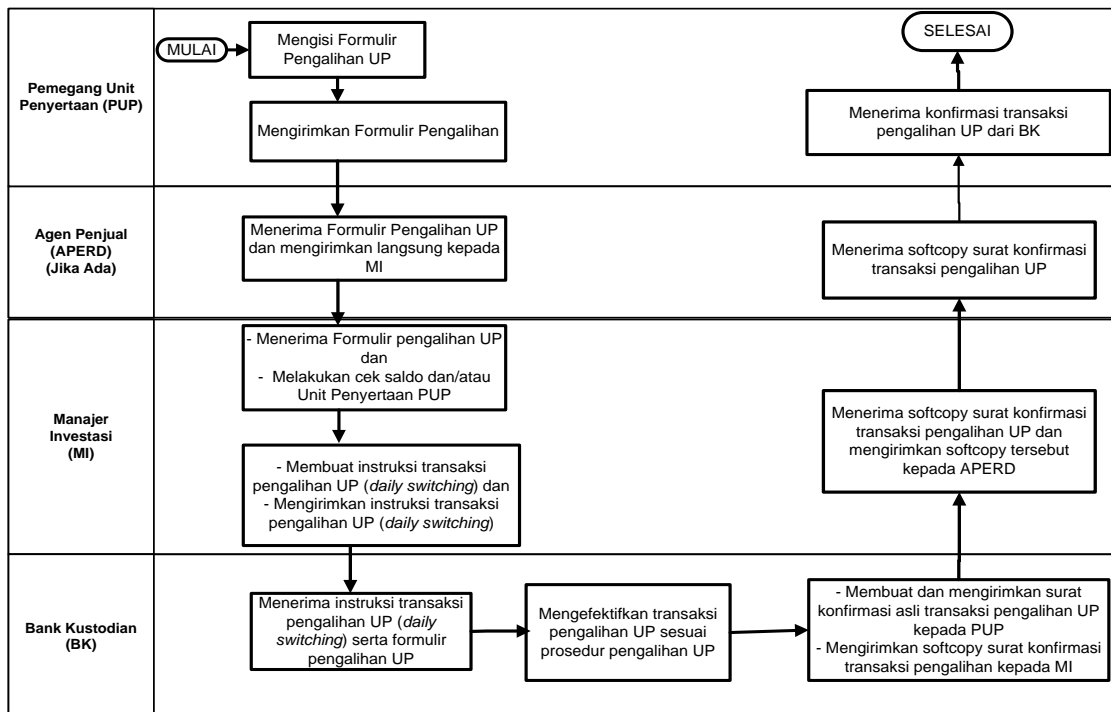 Pemegang Unit
Penyertaan (PUP)
MULAI
Mengisi Formulir
Pengalihan UP
Mengirimkan Formulir Pengalihan
SELESAI
Menerima konfirmasi transaksi
pengalihan UP dari BK
Agen Penjual
(APERD)
(Jika Ada)
Menerima Formulir Pengalihan UP
dan mengirimkan langsung kepada
MI
Menerima softcopy surat konfirmasi
transaksi pengalihan UP
Manajer
Investasi
(MI)
- Menerima Formulir pengalihan UP
dan
- Melakukan cek saldo dan/atau
Unit Penyertaan PUP
- Membuat instruksi transaksi
pengalihan UP (daily switching) dan
- Mengirimkan instruksi transaksi
pengalihan UP (daily switching)
Menerima softcopy surat konfirmasi
transaksi pengalihan UP dan
mengirimkan softcopy tersebut
kepada APERD
Bank Kustodian
(BK)
Menerima instruksi transaksi
pengalihan UP (daily
switching) serta formulir
pengalihan UP
Mengefektifkan transaksi
pengalihan UP sesuai
prosedur pengalihan UP
- Membuat dan mengirimkan surat
konfirmasi asli transaksi pengalihan UP
kepada PUP
- Mengirimkan softcopy surat konfirmasi
transaksi pengalihan kepada MI